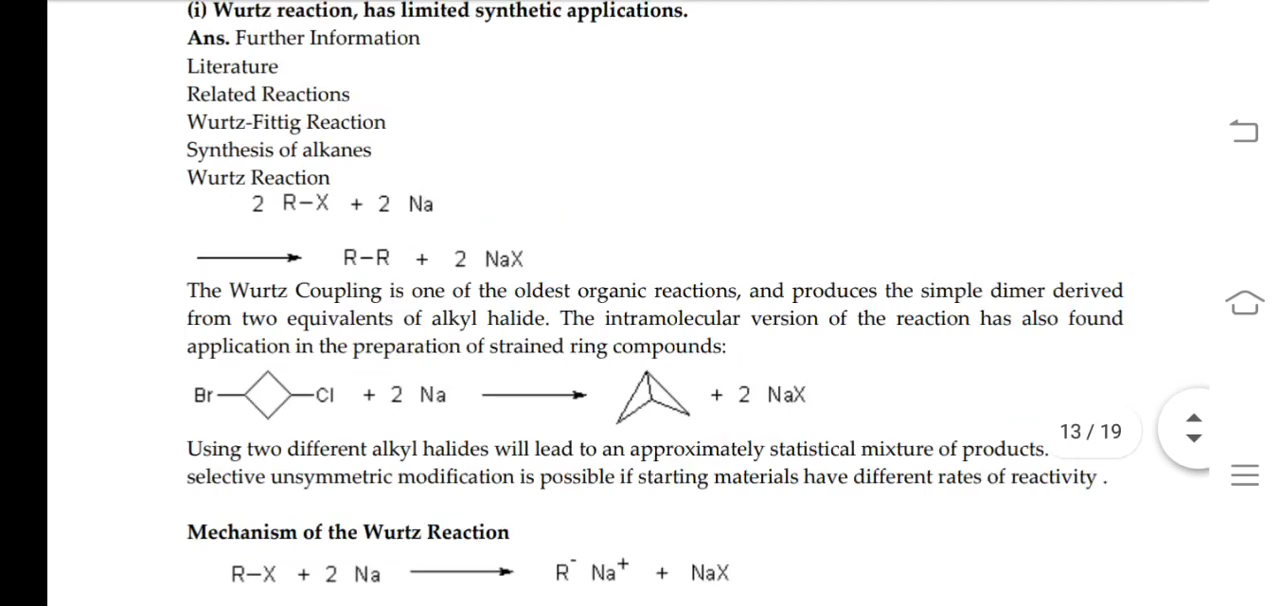 (i) Wurtz reaction, has limited synthetic applications.
Ans. Further Information
Literature
Related Reactions
Wurtz-Fittig Reaction
Synthesis of alkanes
Wurtz Reaction
2 R–X + 2 Na
R–R + 2 NaX
The Wurtz Coupling is one of the oldest organic reactions, and produces the simple dimer derived
from two equivalents of alkyl halide. The intramolecular version of the reaction has also found
application in the preparation of strained ring compounds:
Br Cl + 2 Na + 2 NaX
13 / 19
Using two different alkyl halides will lead to an approximately statistical mixture of products.
selective unsymmetric modification is possible if starting materials have different rates of reactivity .
Mechanism of the Wurtz Reaction
R–X + 2 Na R⁻ Na⁺ + NaX